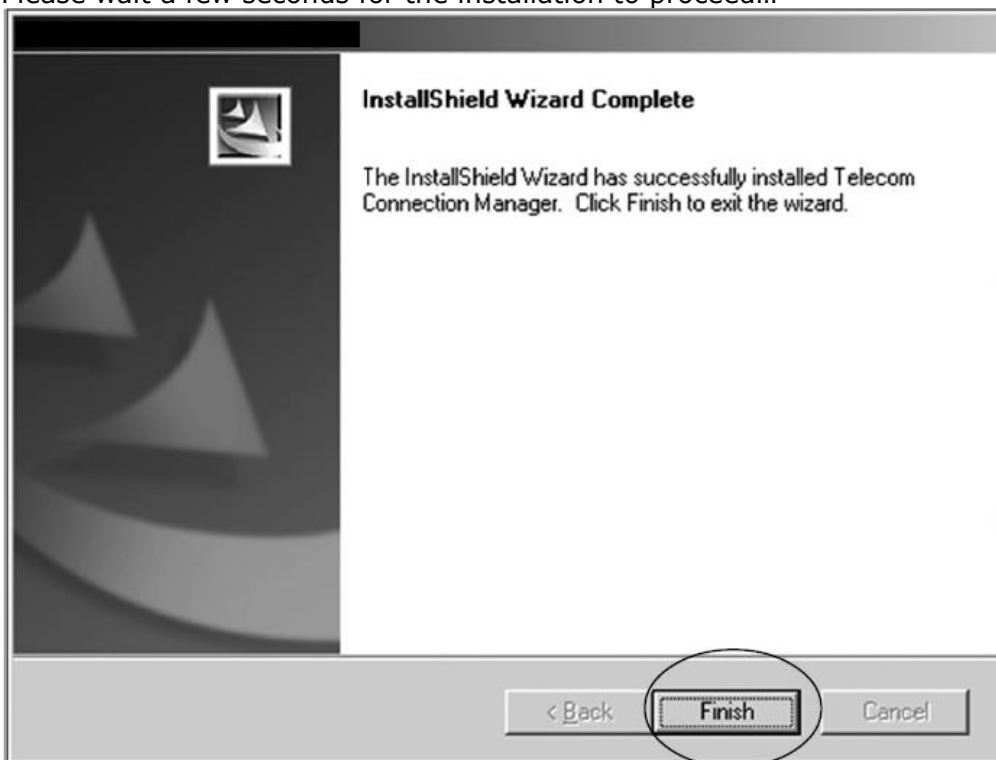 Please wait a few seconds for the installation to proceed...
InstallShield Wizard Complete
The InstallShield Wizard has successfully installed Telecom
Connection Manager. Click Finish to exit the wizard.
< Back
Finish
Cancel